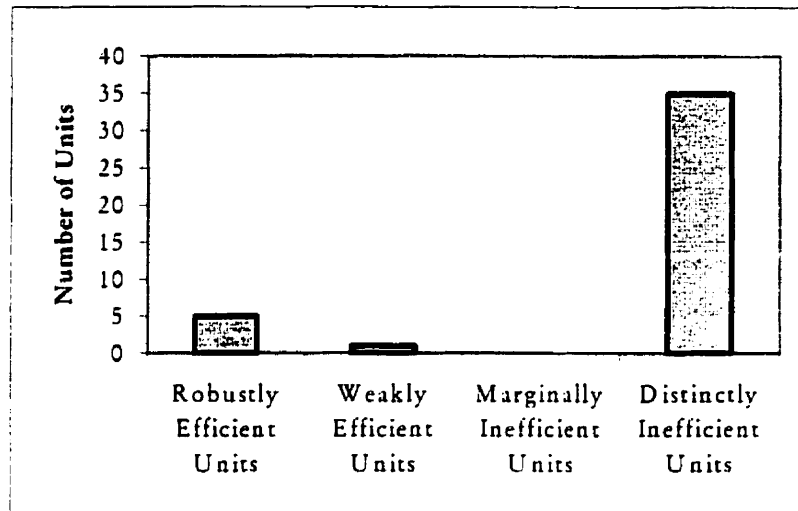 40
35
30
25
20
15
10
5
0
Number of Units
Robustly Efficient Units
Weakly Efficient Units
Marginally Inefficient Units
Distinctly Inefficient Units